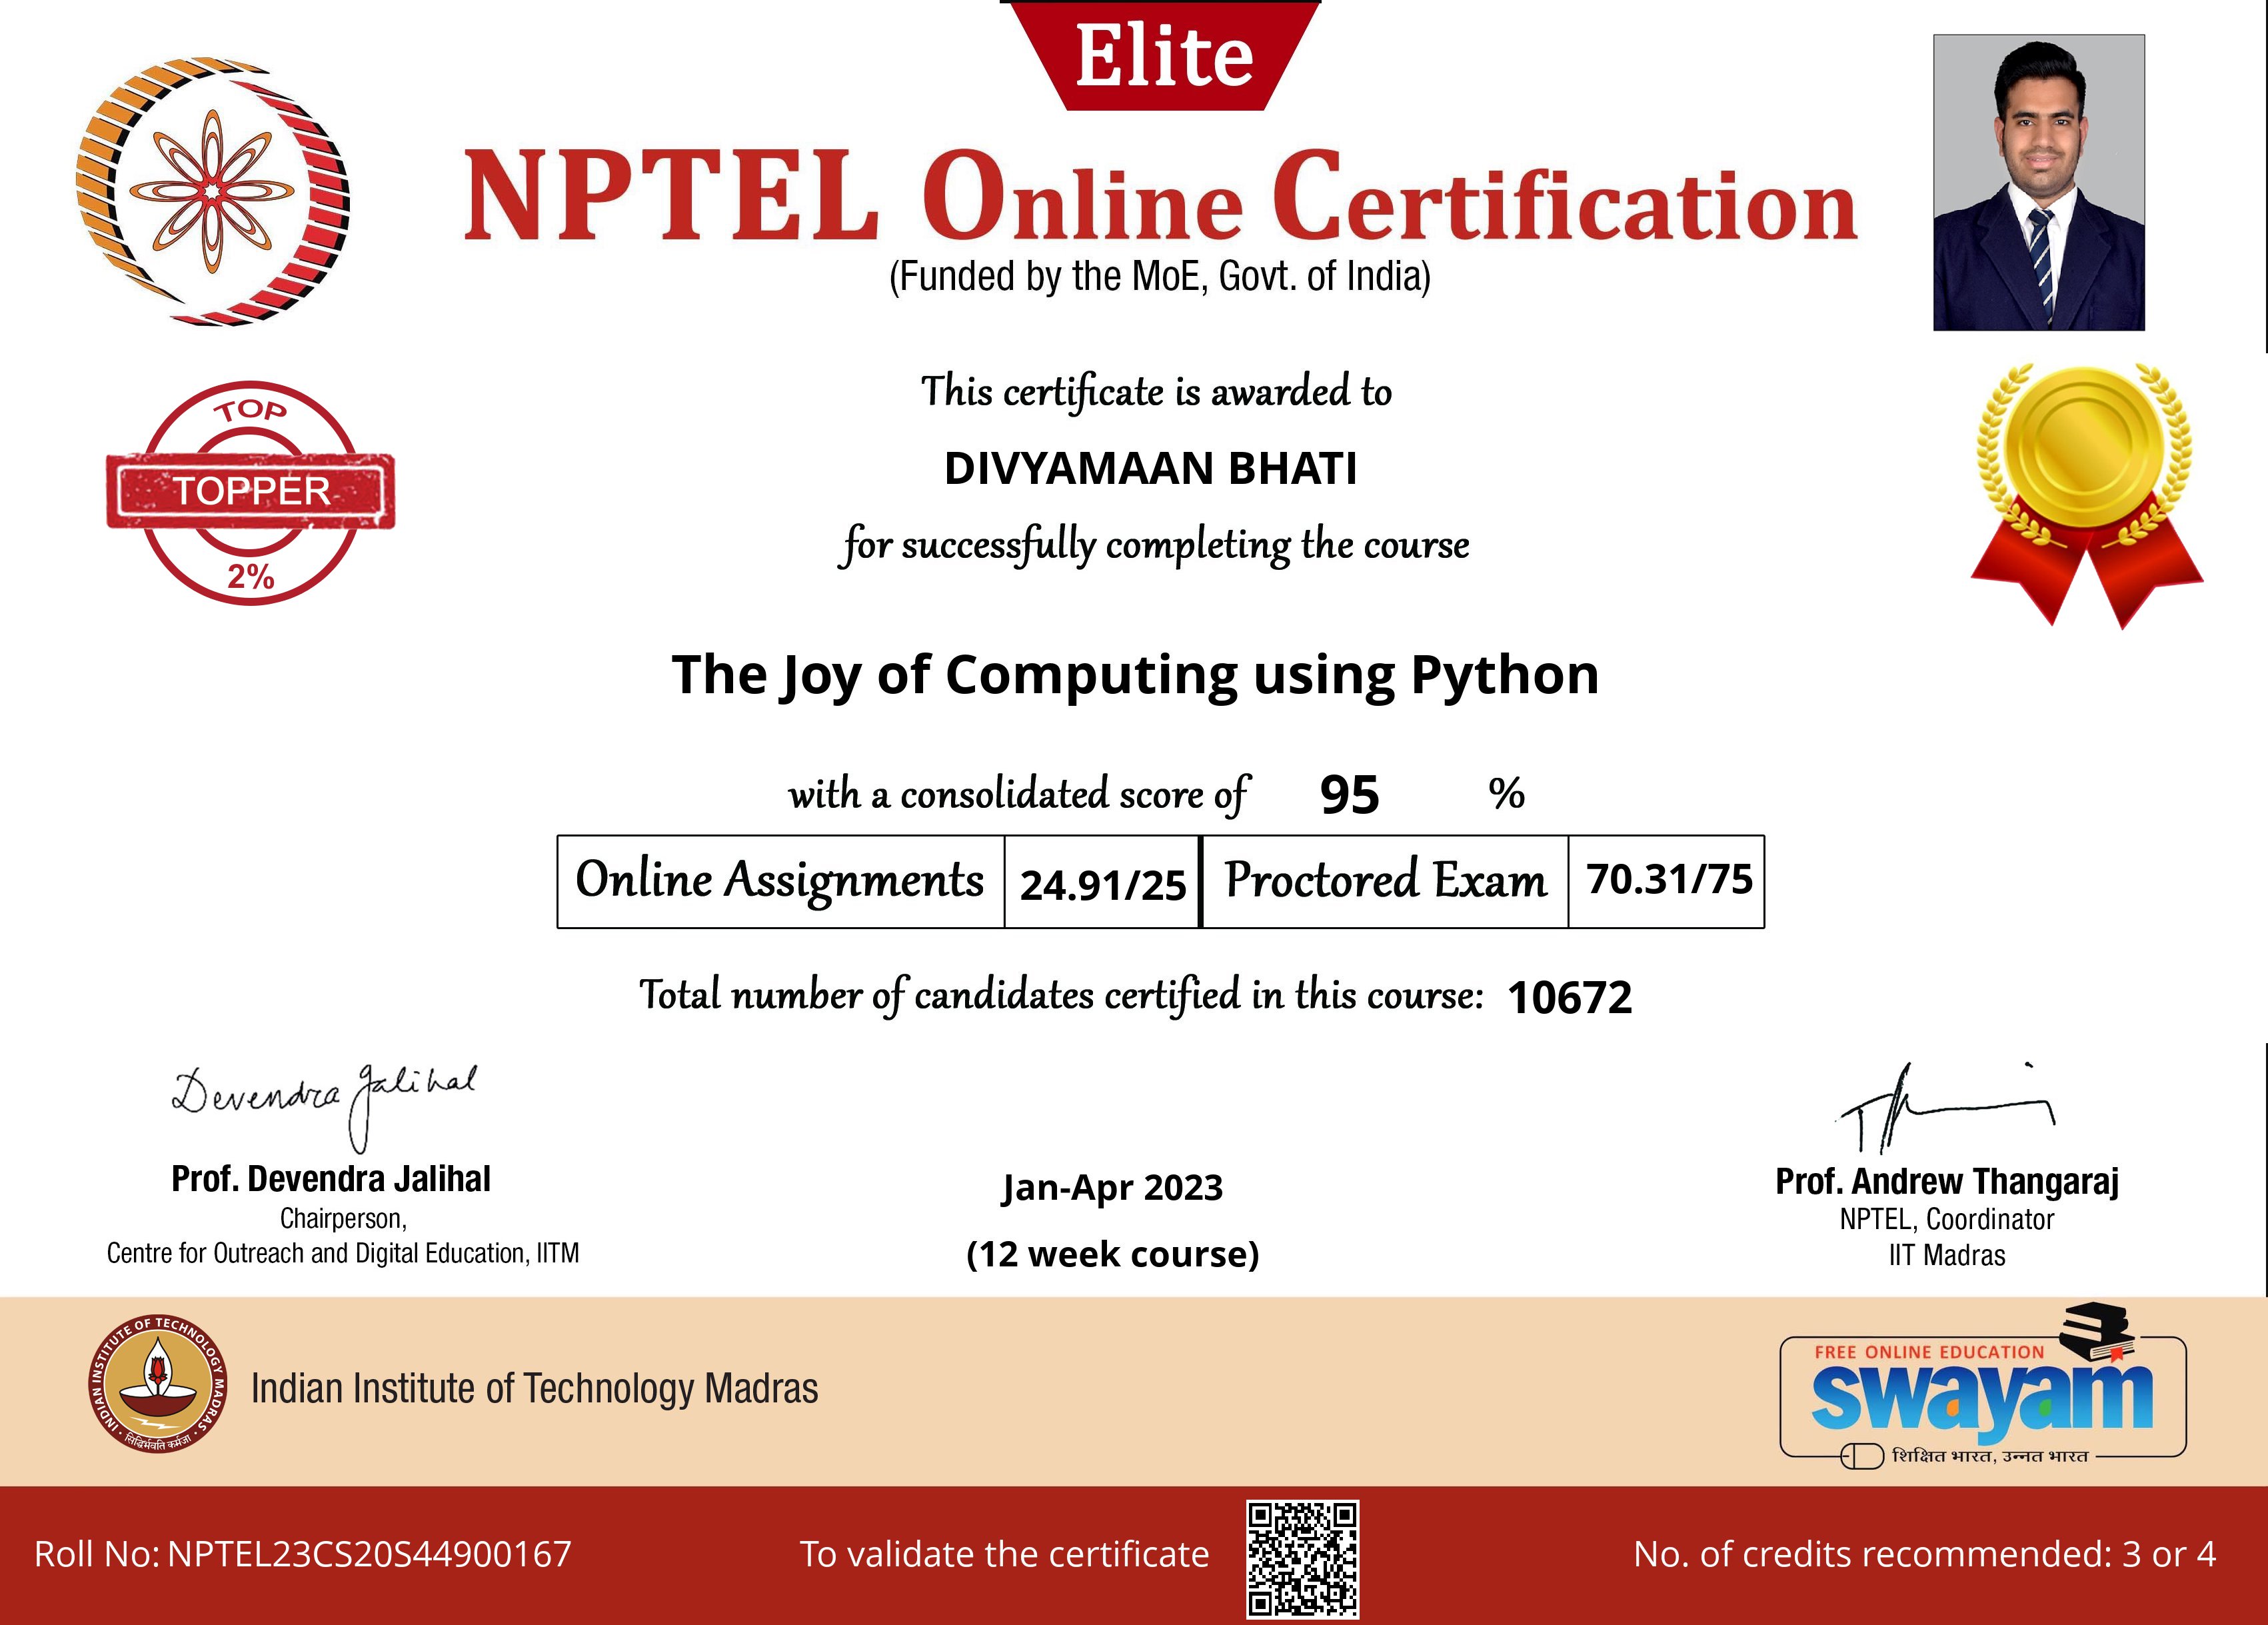 Elite
NPTEL Online Certification
(Funded by the MoE, Govt. of India)
TOP
TOPPER
2%
This certificate is awarded to
DIVYAMAAN BHATI
for successfully completing the course
The Joy of Computing using Python
with a consolidated score of 95 %
Online Assignments 24.91/25 Proctored Exam 70.31/75
Total number of candidates certified in this course: 10672
Devendra Jalihal
Prof. Devendra Jalihal
Chairperson,
Centre for Outreach and Digital Education, IITM
Jan-Apr 2023
(12 week course)
Prof. Andrew Thangaraj
NPTEL, Coordinator
IIT Madras
INDIAN INSTITUTE OF TECHNOLOGY MADRAS
सिद्धिर्भवति कर्मजा
Indian Institute of Technology Madras
FREE ONLINE EDUCATION
swayam
शिक्षित भारत, उन्नत भारत
Roll No: NPTEL23CS20S44900167
To validate the certificate
No. of credits recommended: 3 or 4